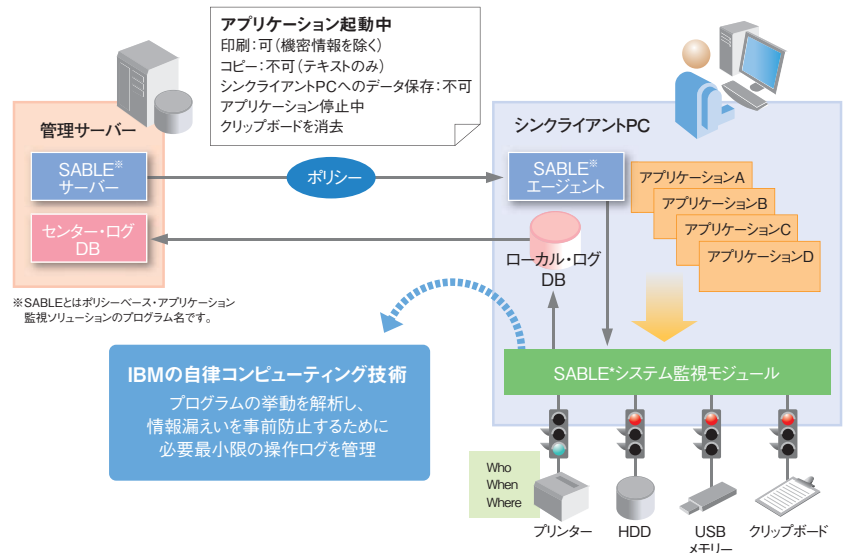 アプリケーション起動中
印刷:可(機密情報を除く)
コピー:不可(テキストのみ)
シンクライアントPCへのデータ保存:不可
アプリケーション停止中
クリップボードを消去
管理サーバー
SABLE※
サーバー
センター・ログ
DB
ポリシー
シンクライアントPC
SABLE※
エージェント
アプリケーションA
アプリケーションB
アプリケーションC
アプリケーションD
ローカル・ログ
DB
※SABLEとはポリシーベース・アプリケーション
監視ソリューションのプログラム名です。
IBMの自律コンピューティング技術
プログラムの挙動を解析し、
情報漏えいを事前防止するために
必要最小限の操作ログを管理
SABLE*システム監視モジュール
Who
When
Where
プリンター
HDD
USB
メモリー
クリップボード